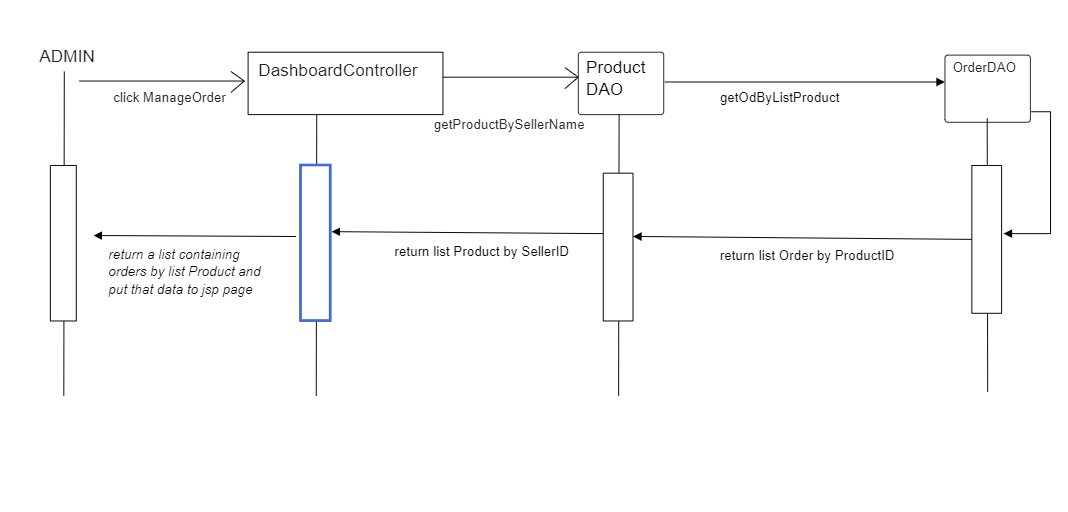 ADMIN
click ManageOrder
DashboardController
getProductBySellerName
Product
DAO
getOdByListProduct
OrderDAO
return a list containing
orders by list Product and
put that data to jsp page
return list Product by SellerID
return list Order by ProductID